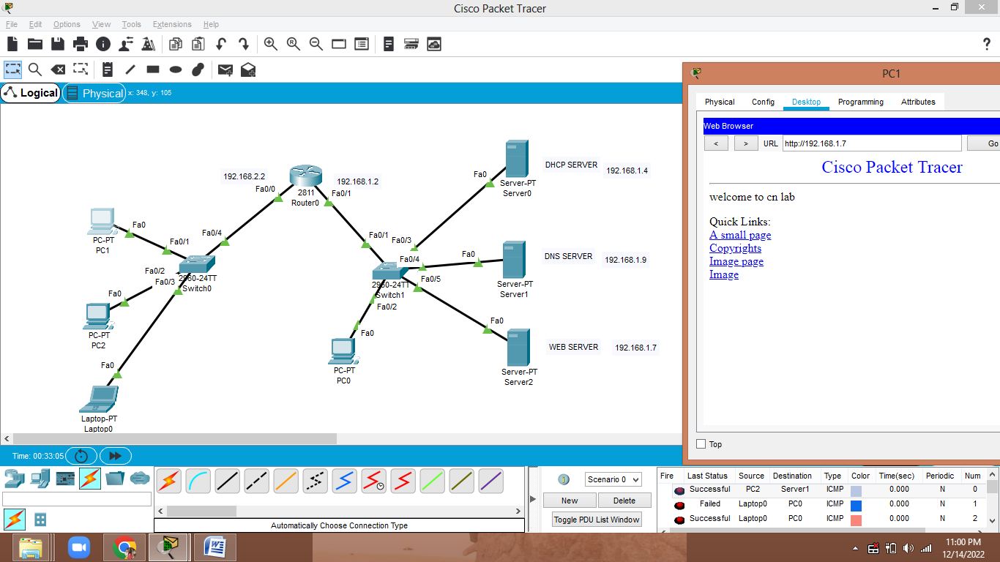 Cisco Packet Tracer
File Edit Options View Tools Extensions Help
R
?
Logical
Physical
x: 348, y: 105
192.168.2.2
Fa0/0
2811
Router0
192.168.1.2
Fa0/1
Fa0
PC-PT
PC1
Fa0/1
Fa0/4
Fa0/2
Fa0/3
2960-24TT
Switch0
Fa0
PC-PT
PC2
Fa0
Laptop-PT
Laptop0
Fa0/1
Fa0/3
Fa0/4
Fa0/5
2960-24TT
Switch1
Fa0/2
Fa0
PC-PT
PC0
Fa0
Server-PT
Server0
DHCP SERVER
192.168.1.4
Fa0
Server-PT
Server1
DNS SERVER
192.168.1.9
Fa0
Server-PT
Server2
WEB SERVER
192.168.1.7
PC1
Physical Config Desktop Programming Attributes
Web Browser
< > URL http://192.168.1.7 Go
Cisco Packet Tracer
welcome to cn lab
Quick Links:
A small page
Copyrights
Image page
Image
Top
Time: 00:33:05
Automatically Choose Connection Type
Scenario 0
New Delete
Toggle PDU List Window
Fire Last Status Source Destination Type Color Time(sec) Periodic Num
Successful PC2 Server1 ICMP 0.000 N 0
Failed Laptop0 PC0 ICMP 0.000 N 1
Successful Laptop0 PC0 ICMP 0.000 N 2
11:00 PM
12/14/2022